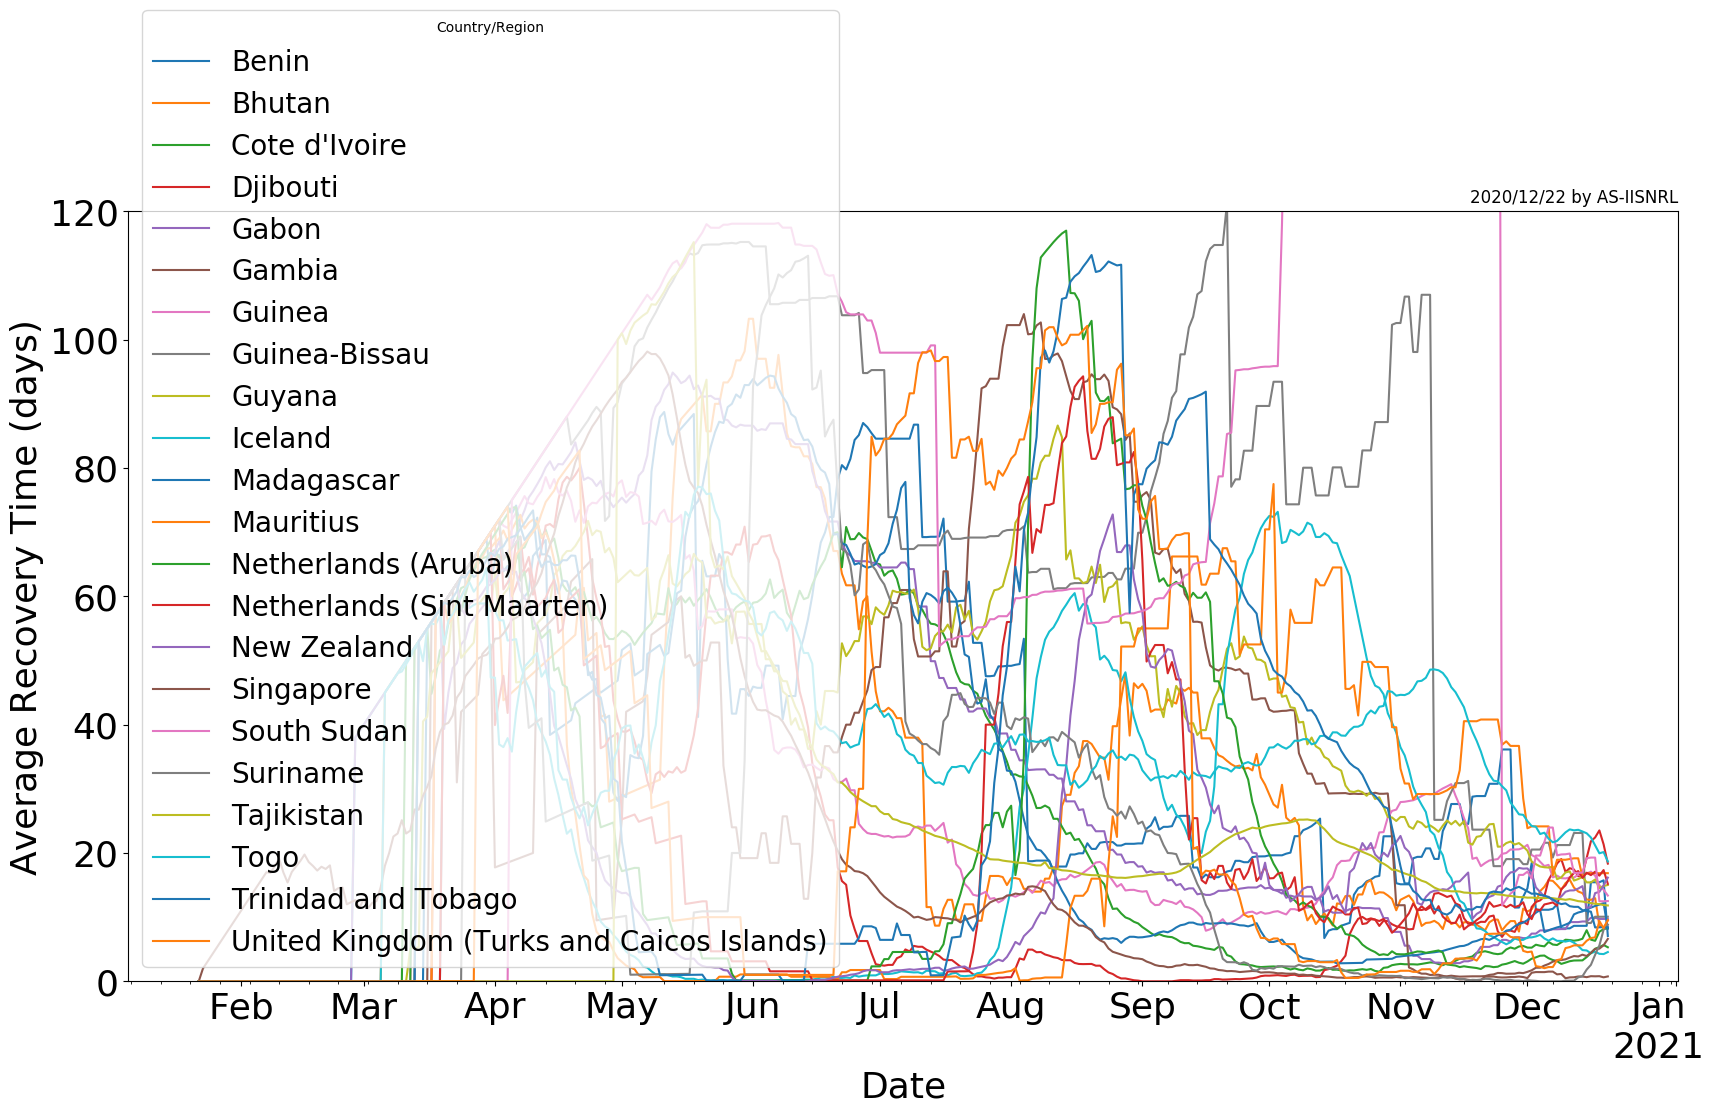 Country/Region
Benin
Bhutan
Cote d'Ivoire
Djibouti
Gabon
Gambia
Guinea
Guinea-Bissau
Guyana
Iceland
Madagascar
Mauritius
Netherlands (Aruba)
Netherlands (Sint Maarten)
New Zealand
Singapore
South Sudan
Suriname
Tajikistan
Togo
Trinidad and Tobago
United Kingdom (Turks and Caicos Islands)
2020/12/22 by AS-IISNRL
Average Recovery Time (days)
120
100
80
60
40
20
0
Feb Mar Apr May Jun Jul Aug Sep Oct Nov Dec Jan
2021
Date